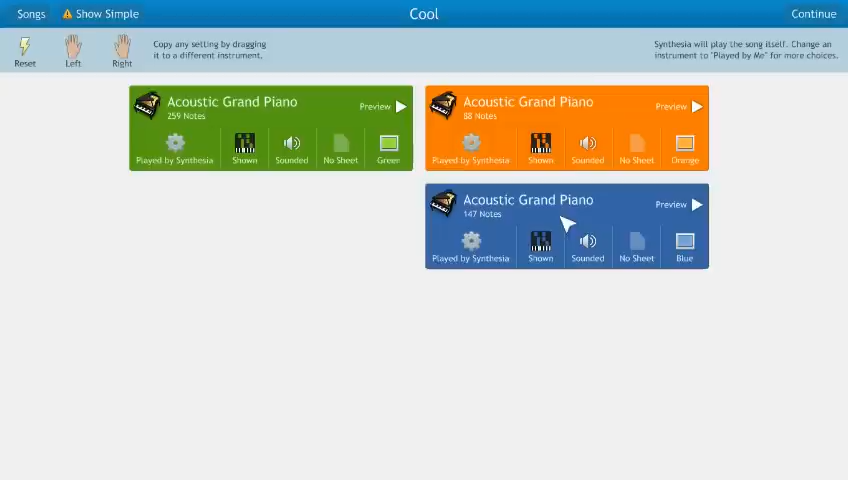 Songs
Show Simple
Cool
Continue
Reset
Left
Right
Copy any setting by dragging
it to a different instrument.
Synthesia will play the song itself. Change an
instrument to "Played by Me" for more choices.
Acoustic Grand Piano
259 Notes
Preview
Played by Synthesia
Shown
Sounded
No Sheet
Green
Acoustic Grand Piano
88 Notes
Preview
Played by Synthesia
Shown
Sounded
No Sheet
Orange
Acoustic Grand Piano
147 Notes
Preview
Played by Synthesia
Shown
Sounded
No Sheet
Blue